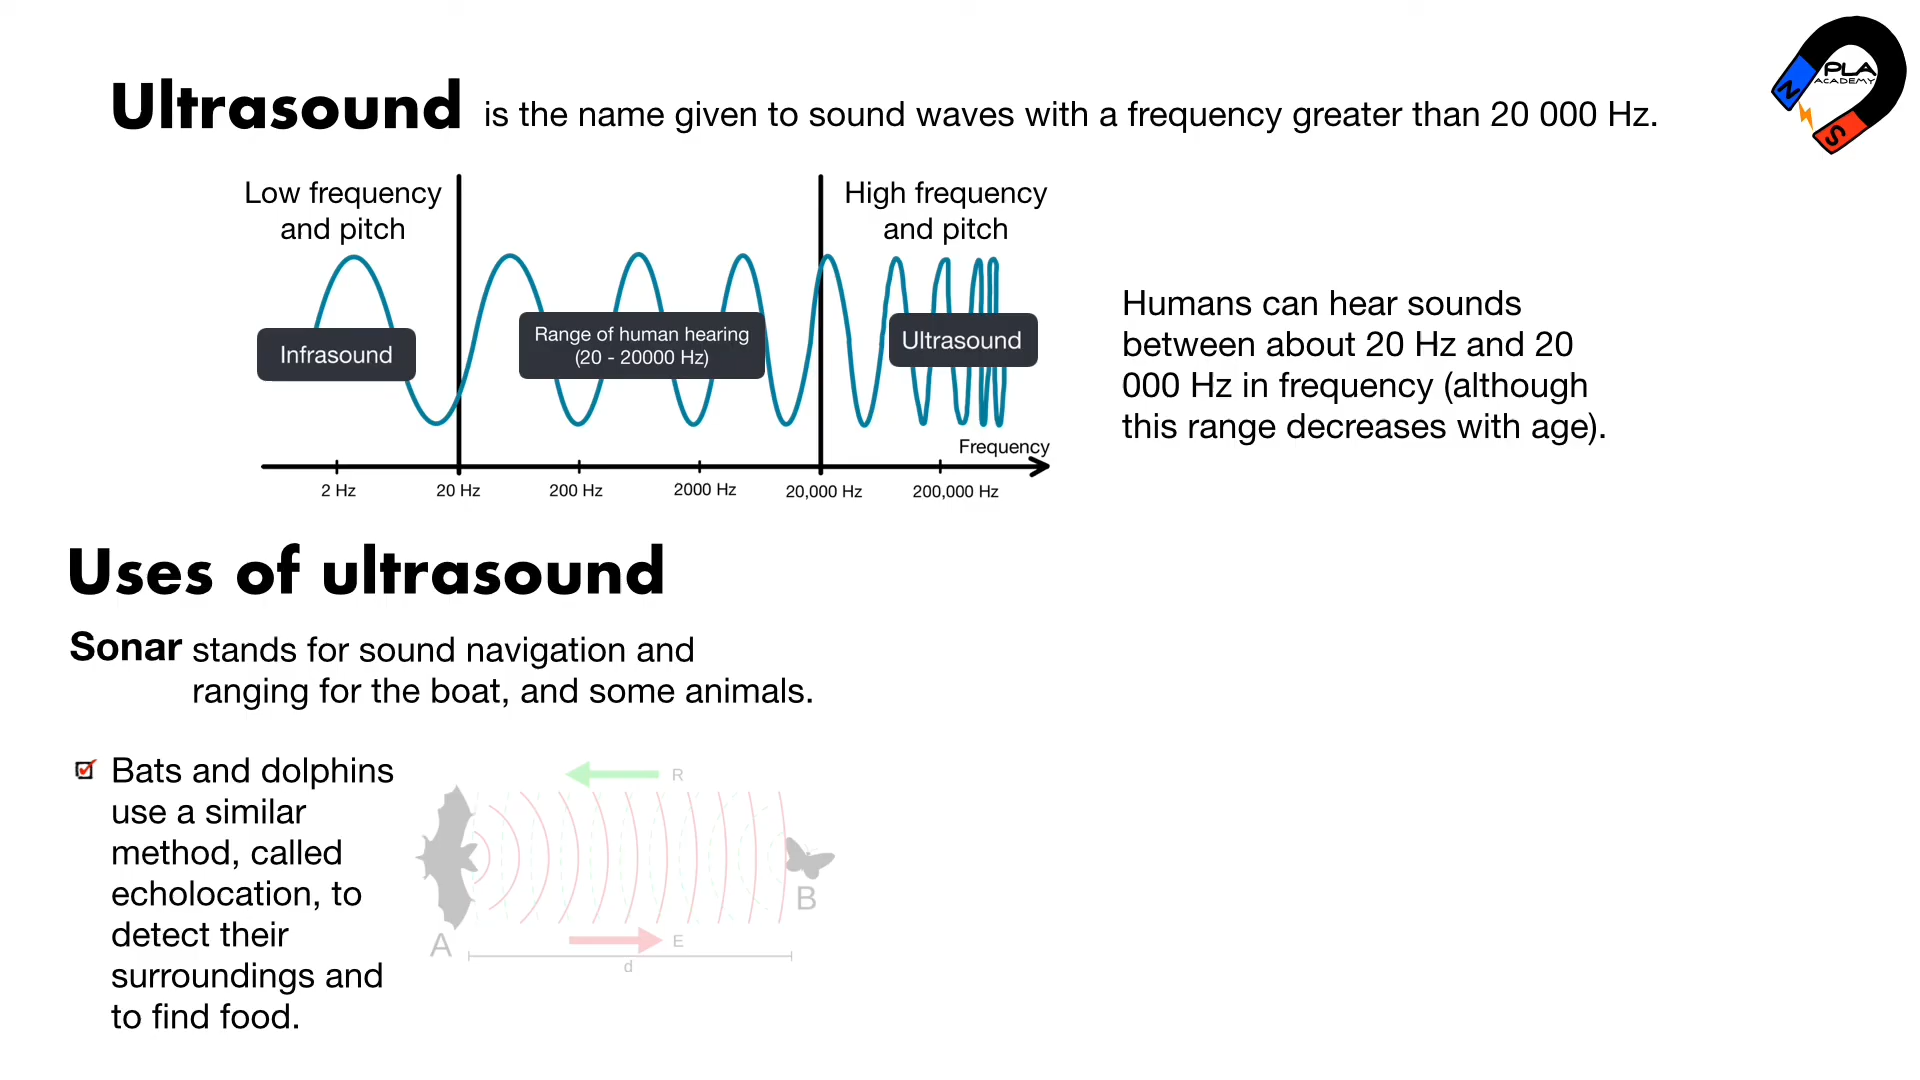 Ultrasound is the name given to sound waves with a frequency greater than 20 000 Hz.
PLA
ACADEMY
N
S
Low frequency
and pitch
High frequency
and pitch
Infrasound
Range of human hearing
(20 - 20000 Hz)
Ultrasound
Frequency
2 Hz
20 Hz
200 Hz
2000 Hz
20,000 Hz
200,000 Hz
Humans can hear sounds
between about 20 Hz and 20
000 Hz in frequency (although
this range decreases with age).
Uses of ultrasound
Sonar stands for sound navigation and
ranging for the boat, and some animals.
Bats and dolphins
use a similar
method, called
echolocation, to
detect their
surroundings and
to find food.
R
B
A
E
d